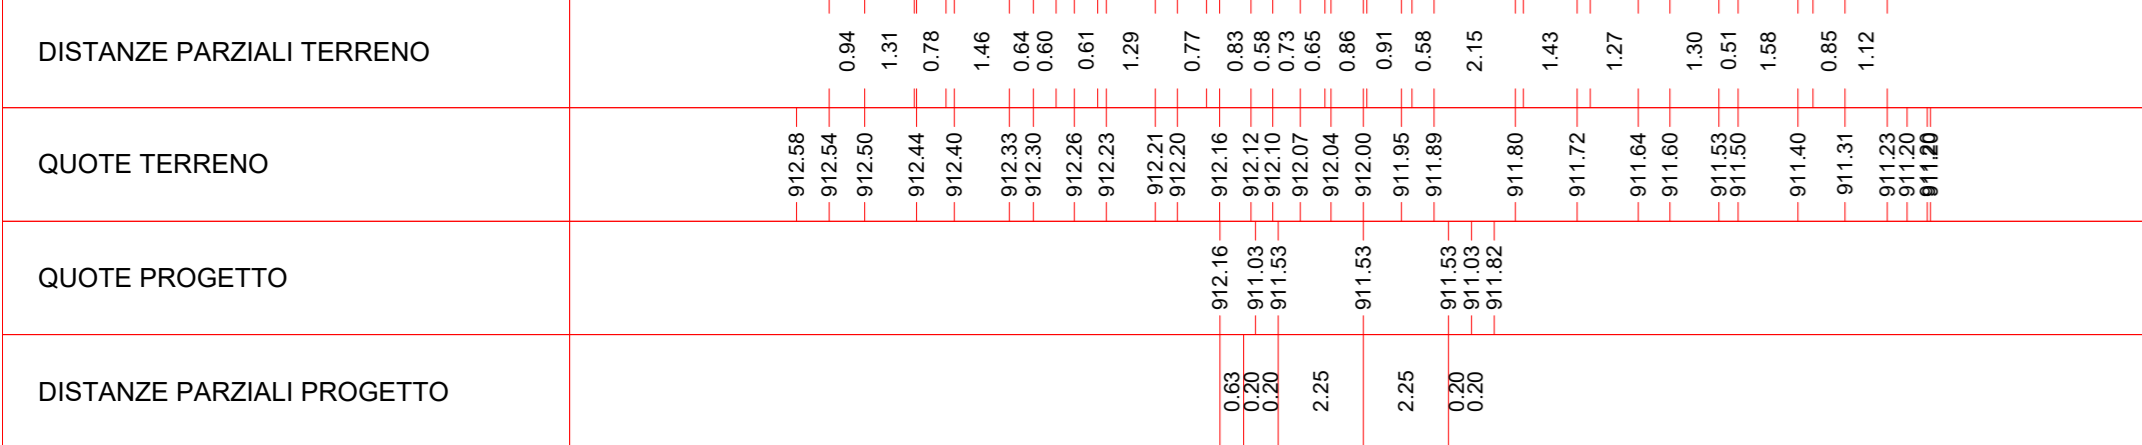 DISTANZE PARZIALI TERRENO 0.94 1.31 0.78 1.46 0.64 0.60 0.61 1.29 0.77 0.83 0.58 0.73 0.65 0.86 0.91 0.58 2.15 1.43 1.27 1.30 0.51 1.58 0.85 1.12
QUOTE TERRENO 912.58 912.54 912.50 912.44 912.40 912.33 912.30 912.26 912.23 912.21 912.20 912.16 912.12 912.10 912.07 912.04 912.00 911.95 911.89 911.80 911.72 911.64 911.60 911.53 911.50 911.40 911.31 911.23 911.20 911.20
QUOTE PROGETTO 912.16 911.03 911.53 911.53 911.53 911.03 911.82
DISTANZE PARZIALI PROGETTO 0.63 0.20 0.20 2.25 2.25 0.20 0.20